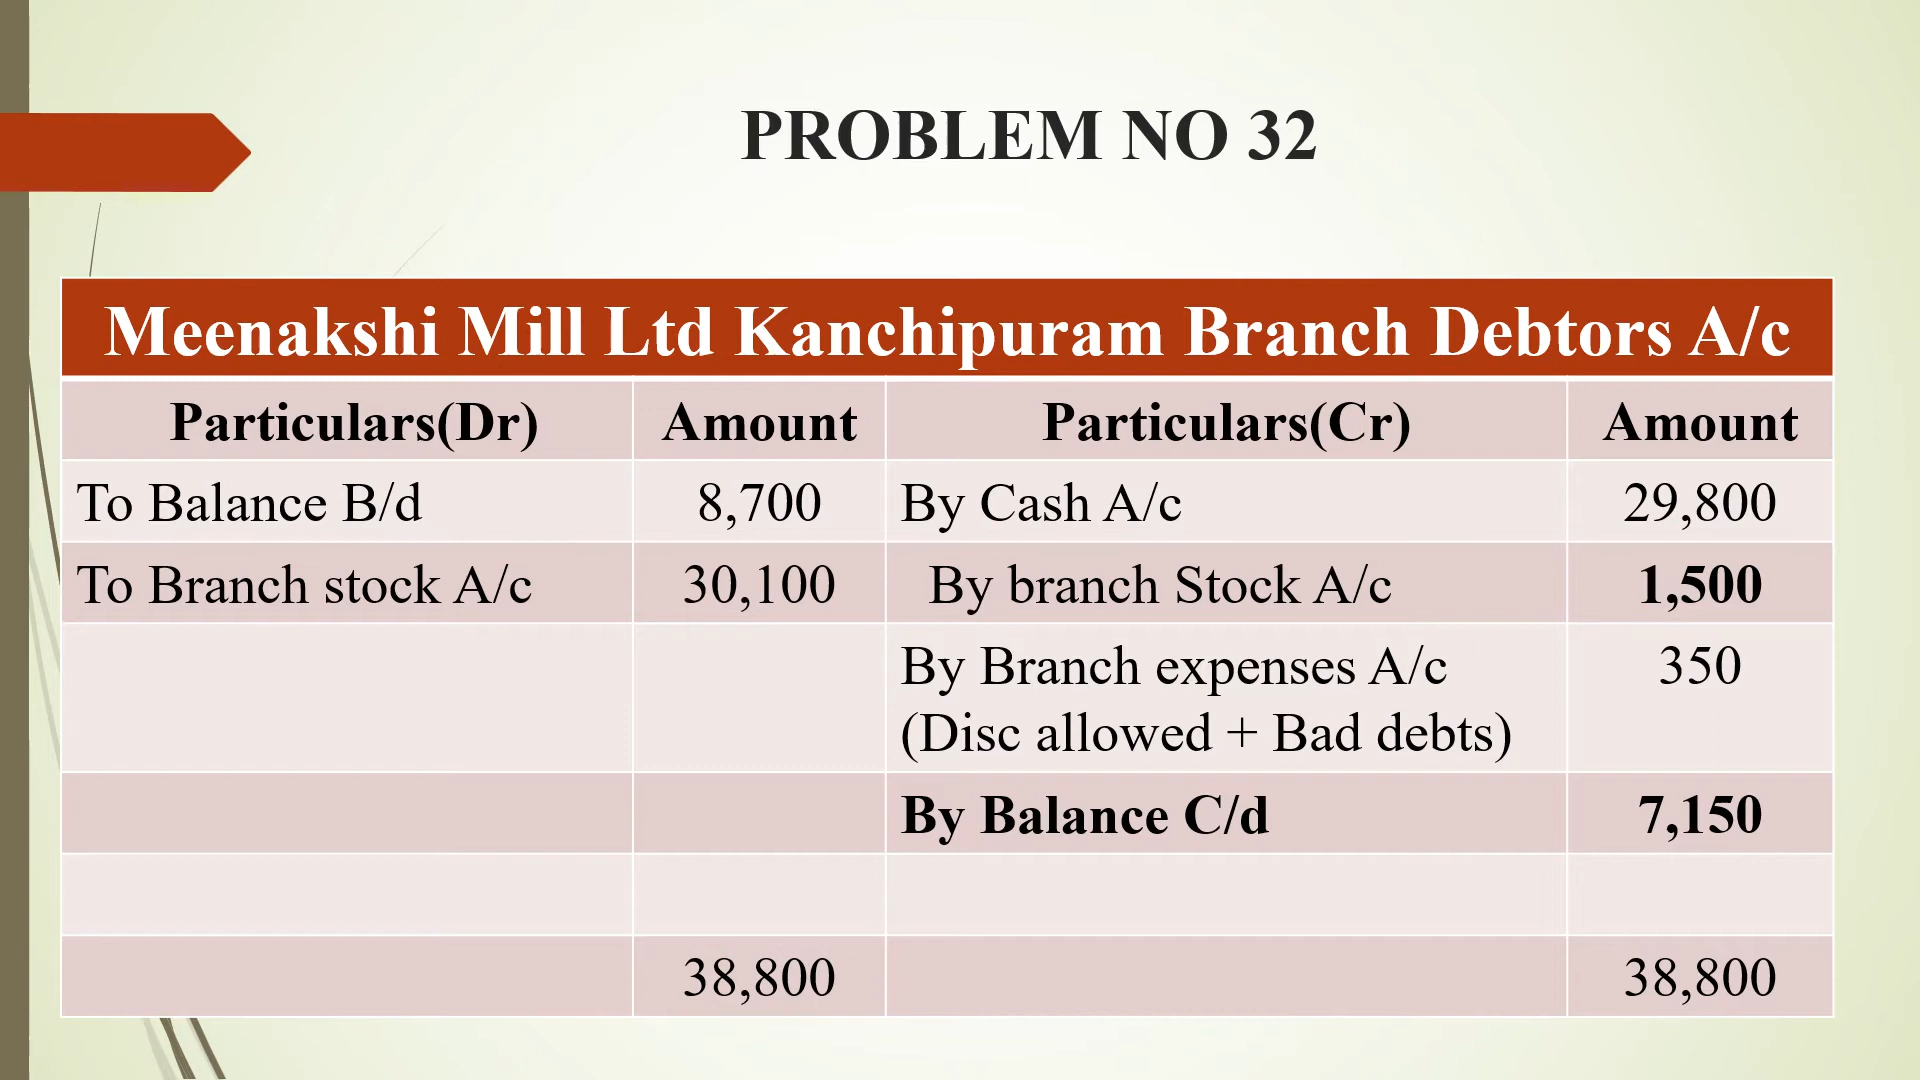 PROBLEM NO 32
Meenakshi Mill Ltd Kanchipuram Branch Debtors A/c
Particulars(Dr) Amount Particulars(Cr) Amount
To Balance B/d 8,700 By Cash A/c 29,800
To Branch stock A/c 30,100 By branch Stock A/c 1,500
By Branch expenses A/c 350
(Disc allowed + Bad debts)
By Balance C/d 7,150
38,800 38,800